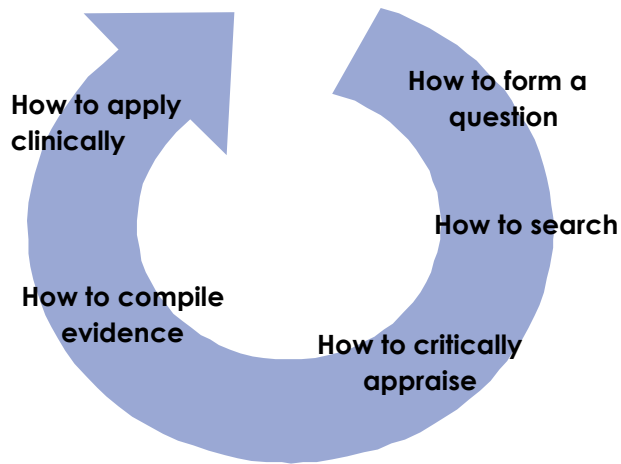 How to form a
question
How to search
How to critically
appraise
How to compile
evidence
How to apply
clinically